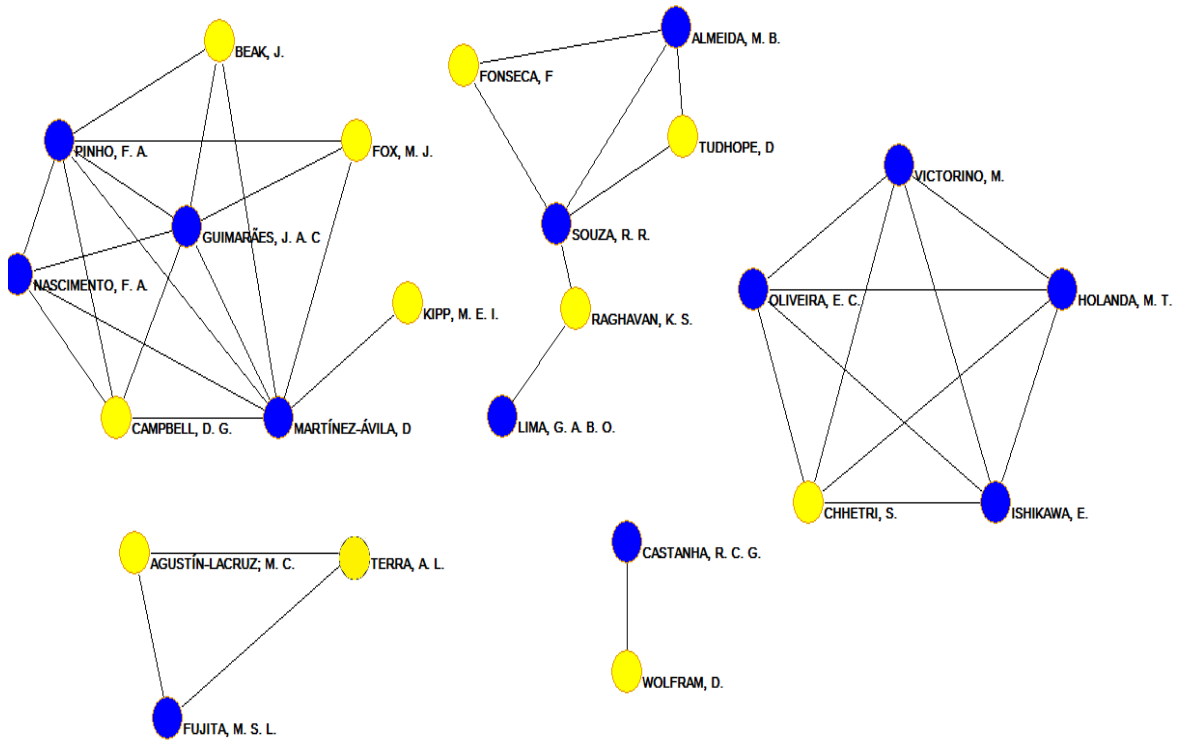 BEAK, J.
PINHO, F. A.
FOX, M. J.
GUIMARÃES, J. A. C
NASCIMENTO, F. A.
KIPP, M. E. I.
CAMPBELL, D. G.
MARTÍNEZ-ÁVILA, D
ALMEIDA, M. B.
FONSECA, F
TUDHOPE, D
SOUZA, R. R.
RAGHAVAN, K. S.
LIMA, G. A. B. O.
VICTORINO, M.
OLIVEIRA, E. C.
HOLANDA, M. T.
CHHETRI, S.
ISHIKAWA, E.
AGUSTÍN-LACRUZ; M. C.
TERRA, A. L.
FUJITA, M. S. L.
CASTANHA, R. C. G.
WOLFRAM, D.